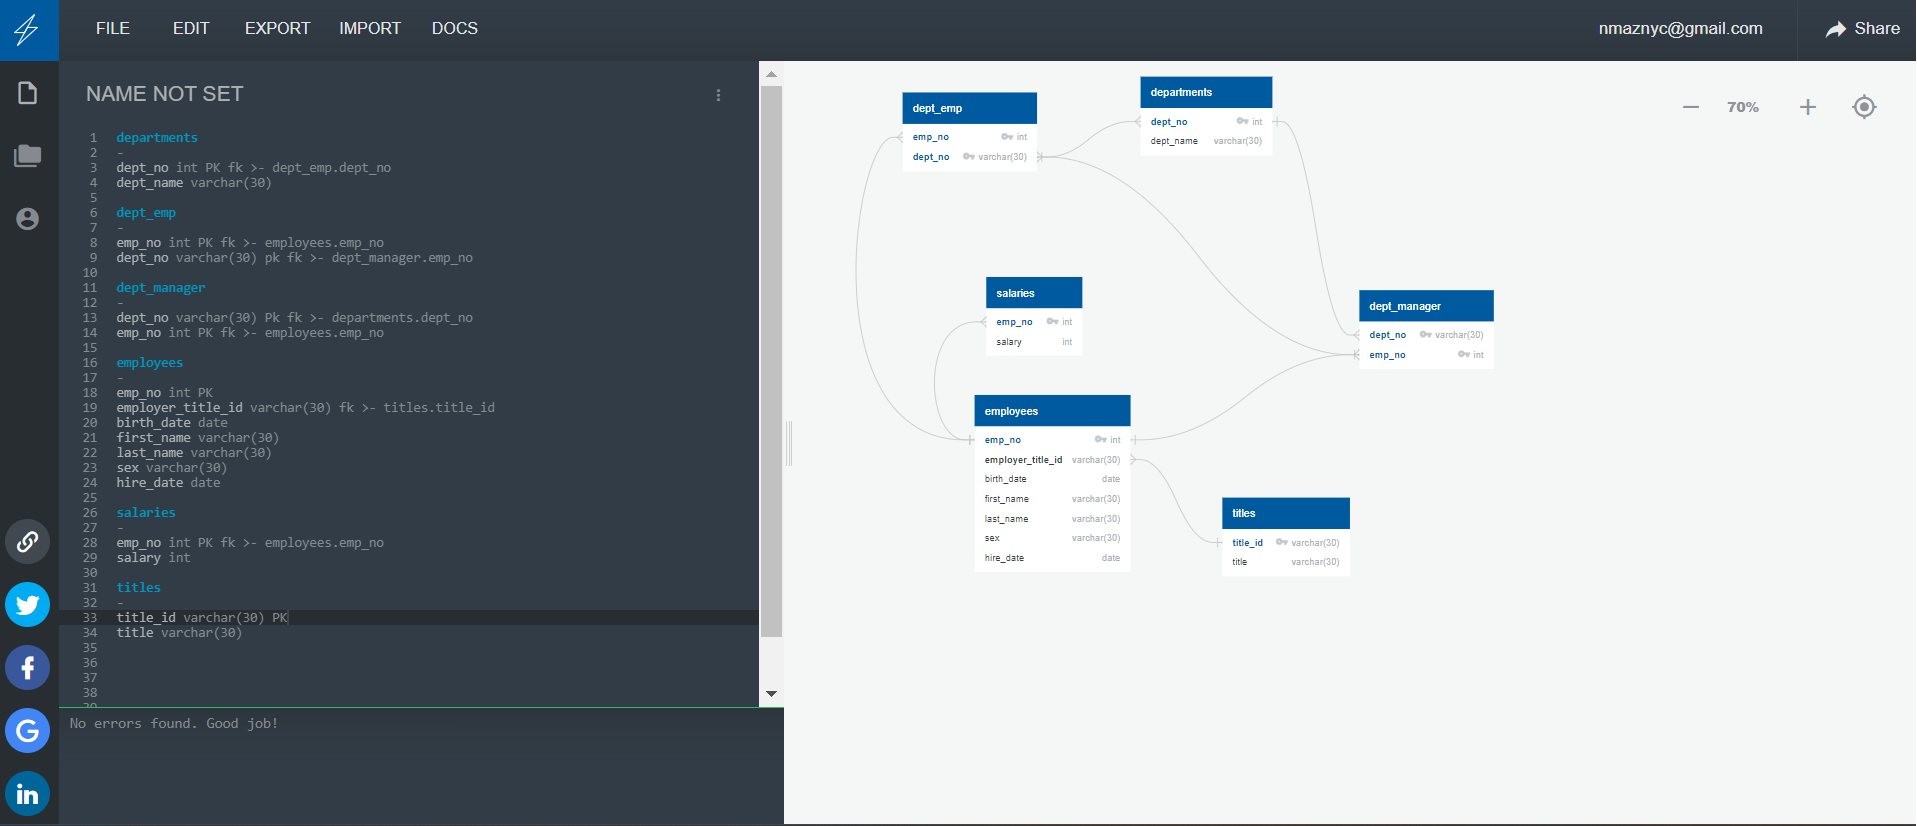 FILE EDIT EXPORT IMPORT DOCS nmaznyc@gmail.com Share
NAME NOT SET
1 departments
2 -
3 dept_no int PK fk >- dept_emp.dept_no
4 dept_name varchar(30)
5
6 dept_emp
7 -
8 emp_no int PK fk >- employees.emp_no
9 dept_no varchar(30) pk fk >- dept_manager.emp_no
10
11 dept_manager
12 -
13 dept_no varchar(30) Pk fk >- departments.dept_no
14 emp_no int PK fk >- employees.emp_no
15
16 employees
17 -
18 emp_no int PK
19 employer_title_id varchar(30) fk >- titles.title_id
20 birth_date date
21 first_name varchar(30)
22 last_name varchar(30)
23 sex varchar(30)
24 hire_date date
25
26 salaries
27 -
28 emp_no int PK fk >- employees.emp_no
29 salary int
30
31 titles
32 -
33 title_id varchar(30) PK
34 title varchar(30)
35
36
37
38
39
No errors found. Good job!
70%
dept_emp
emp_no int
dept_no varchar(30)
departments
dept_no int
dept_name varchar(30)
salaries
emp_no int
salary int
dept_manager
dept_no varchar(30)
emp_no int
employees
emp_no int
employer_title_id varchar(30)
birth_date date
first_name varchar(30)
last_name varchar(30)
sex varchar(30)
hire_date date
titles
title_id varchar(30)
title varchar(30)